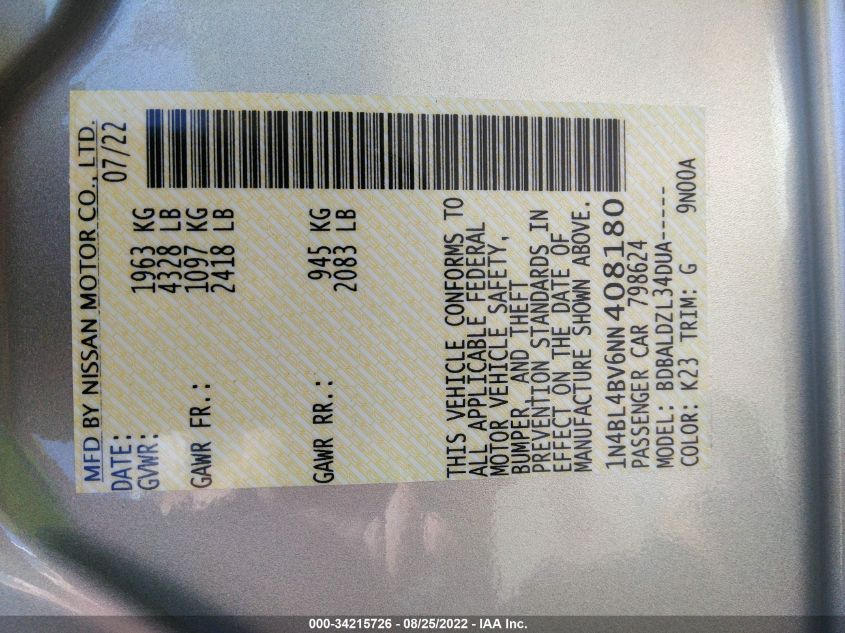 MFD BY NISSAN MOTOR CO., LTD.
DATE: 07/22
GVWR: 1963 KG
4328 LB
GAWR FR.: 1097 KG
2418 LB
GAWR RR.: 945 KG
2083 LB
THIS VEHICLE CONFORMS TO
ALL APPLICABLE FEDERAL
MOTOR VEHICLE SAFETY,
BUMPER, AND THEFT
PREVENTION STANDARDS IN
EFFECT ON THE DATE OF
MANUFACTURE SHOWN ABOVE.
1N4BL4BV6NN408180
PASSENGER CAR 798624
MODEL: BDBALDZL34DUA-----
COLOR: K23 TRIM: G 9N00A
000-34215726 - 08/25/2022 - IAA Inc.